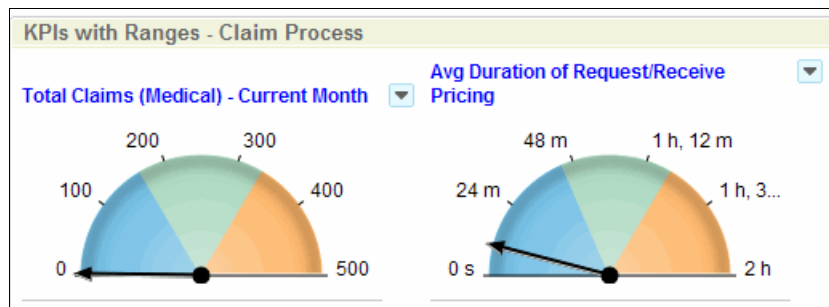 KPIs with Ranges - Claim Process
Total Claims (Medical) - Current Month
0
100
200
300
400
500
Avg Duration of Request/Receive
Pricing
0 s
24 m
48 m
1 h, 12 m
1 h, 3...
2 h